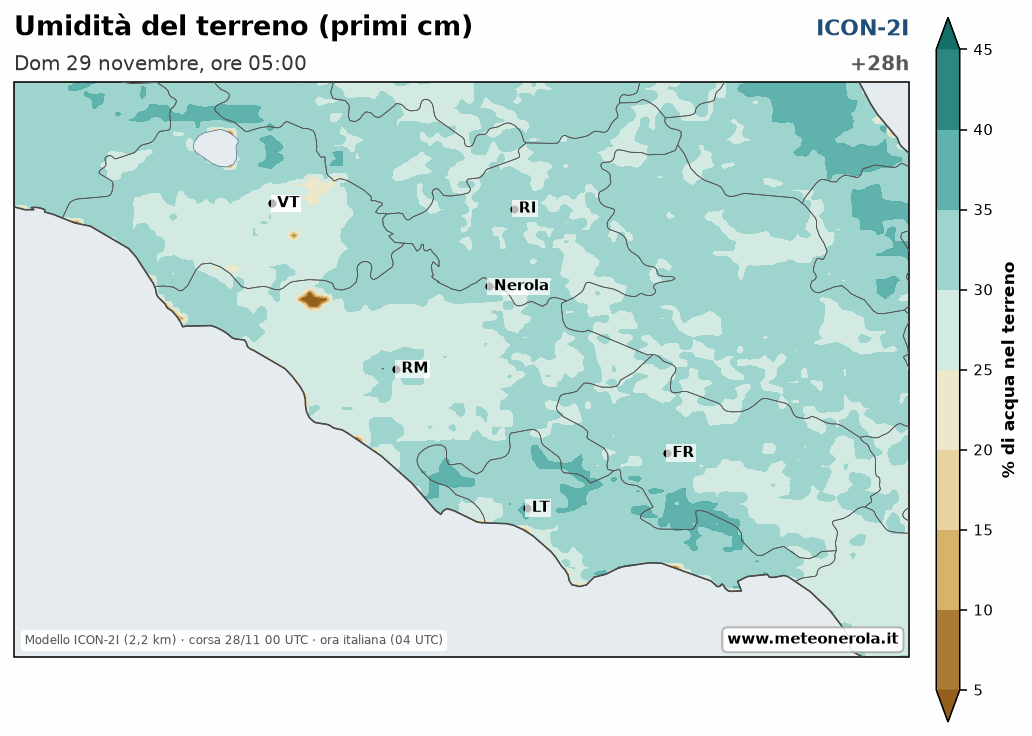 Umidità del terreno (primi cm)
ICON-2I
Dom 29 novembre, ore 05:00
+28h
VT
RI
Nerola
RM
FR
LT
45
40
35
30
25
20
15
10
5
% di acqua nel terreno
Modello ICON-2I (2,2 km) · corsa 28/11 00 UTC · ora italiana (04 UTC)
www.meteonerola.it